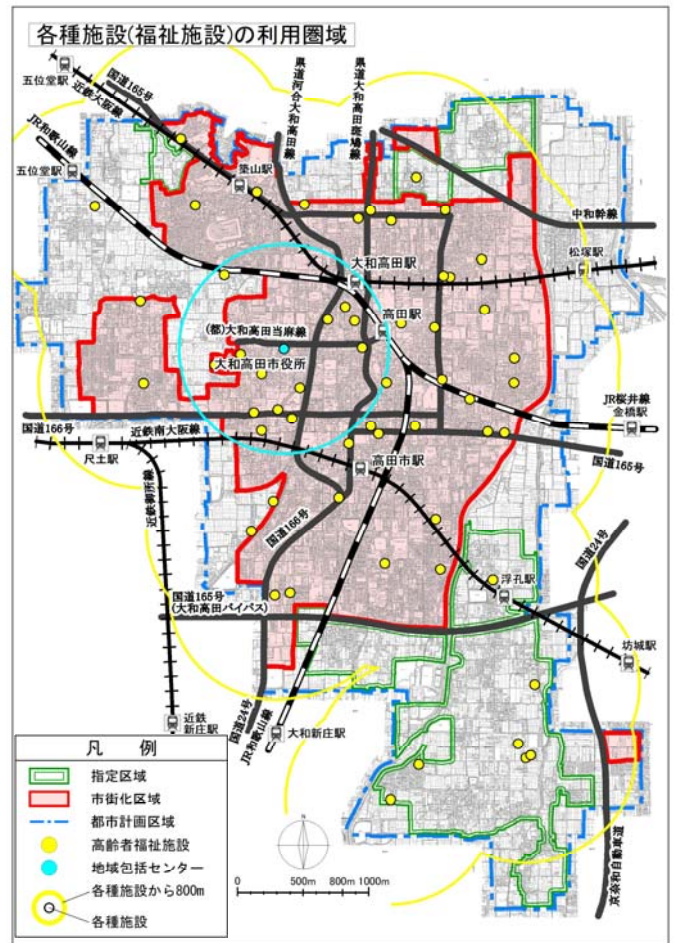 各種施設(福祉施設)の利用圏域
五位堂駅
近鉄大阪線
国道165号
県道河合大和高田線
県道大和高田斑鳩線
JR和歌山線
五位堂駅
築山駅
中和幹線
松塚駅
大和高田駅
高田駅
(都)大和高田当麻線
大和高田市役所
JR桜井線
金橋駅
国道166号
近鉄南大阪線
尺土駅
国道165号
高田市駅
近鉄御所線
国道166号
国道24号
浮孔駅
国道165号
(大和高田バイパス)
坊城駅
近鉄
新庄駅
国道24号
JR和歌山線
大和新庄駅
京奈和自動車道
凡 例
指定区域
市街化区域
都市計画区域
高齢者福祉施設
地域包括センター
各種施設から800m
各種施設
N
0 500m 800m 1000m